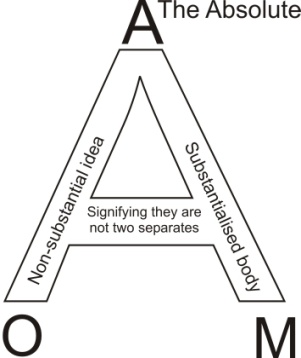 A The Absolute
Non-substantial idea
Substantialised body
Signifying they are
not two separates
O M